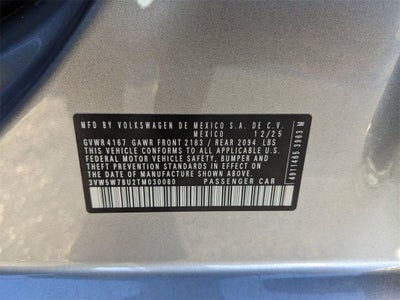 MFD BY VOLKSWAGEN DE MEXICO S.A. DE C.V.
MEXICO 12/25
GVWR 4167 GAWR FRONT 2183 / REAR 2094 LBS
THIS VEHICLE CONFORMS TO ALL APPLICABLE U.S.
FEDERAL MOTOR VEHICLE SAFETY, BUMPER AND
THEFT PREVENTION STANDARDS IN EFFECT ON THE
DATE OF MANUFACTURE SHOWN ABOVE.
3VW5W7BU2TM030080 PASSENGER CAR
4911465 3963 M